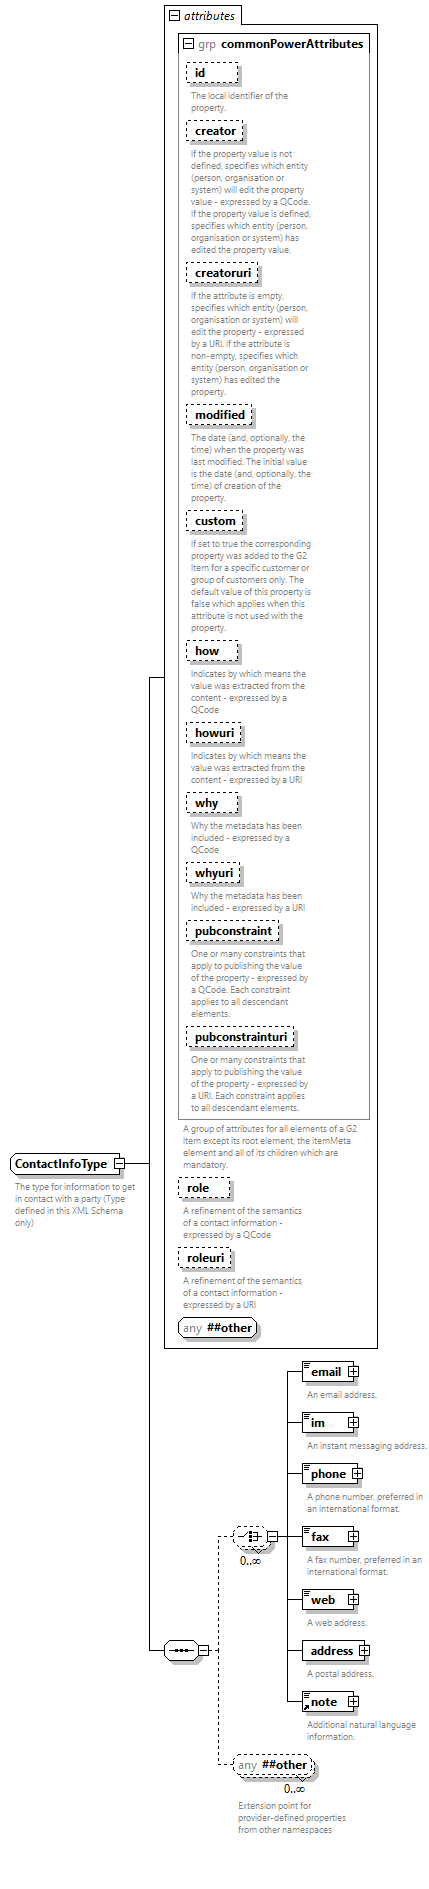 attributes
grp commonPowerAttributes
id
The local identifier of the
property.
creator
If the property value is not
defined, specifies which entity
(person, organisation or
system) will edit the property
value - expressed by a QCode.
If the property value is defined,
specifies which entity (person,
organisation or system) has
edited the property value.
creatoruri
If the attribute is empty,
specifies which entity (person,
organisation or system) will
edit the property - expressed
by a URI. If the attribute is
non-empty, specifies which
entity (person, organisation or
system) has edited the
property.
modified
The date (and, optionally, the
time) when the property was
last modified. The initial value
is the date (and, optionally, the
time) of creation of the
property.
custom
If set to true the corresponding
property was added to the G2
Item for a specific customer or
group of customers only. The
default value of this property is
false which applies when this
attribute is not used with the
property.
how
Indicates by which means the
value was extracted from the
content - expressed by a
QCode
howuri
Indicates by which means the
value was extracted from the
content - expressed by a URI
why
Why the metadata has been
included - expressed by a
QCode
whyuri
Why the metadata has been
included - expressed by a URI
pubconstraint
One or many constraints that
apply to publishing the value
of the property - expressed by
a QCode. Each constraint
applies to all descendant
elements.
pubconstrainturi
One or many constraints that
apply to publishing the value
of the property - expressed by a
URI. Each constraint applies
to all descendant elements.
A group of attributes for all elements of a G2
Item except its root element, the itemMeta
element and all of its children which are
mandatory.
ContactInfoType
The type for information to get
in contact with a party (Type
defined in this XML Schema
only)
role
A refinement of the semantics
of a contact information -
expressed by a QCode
roleuri
A refinement of the semantics
of a contact information -
expressed by a URI
any ##other
email
An email address.
im
An instant messaging address.
phone
A phone number, preferred in
an international format.
0..∞
fax
A fax number, preferred in an
international format.
web
A web address.
address
A postal address.
note
Additional natural language
information.
any ##other
0..∞
Extension point for
provider-defined properties
from other namespaces